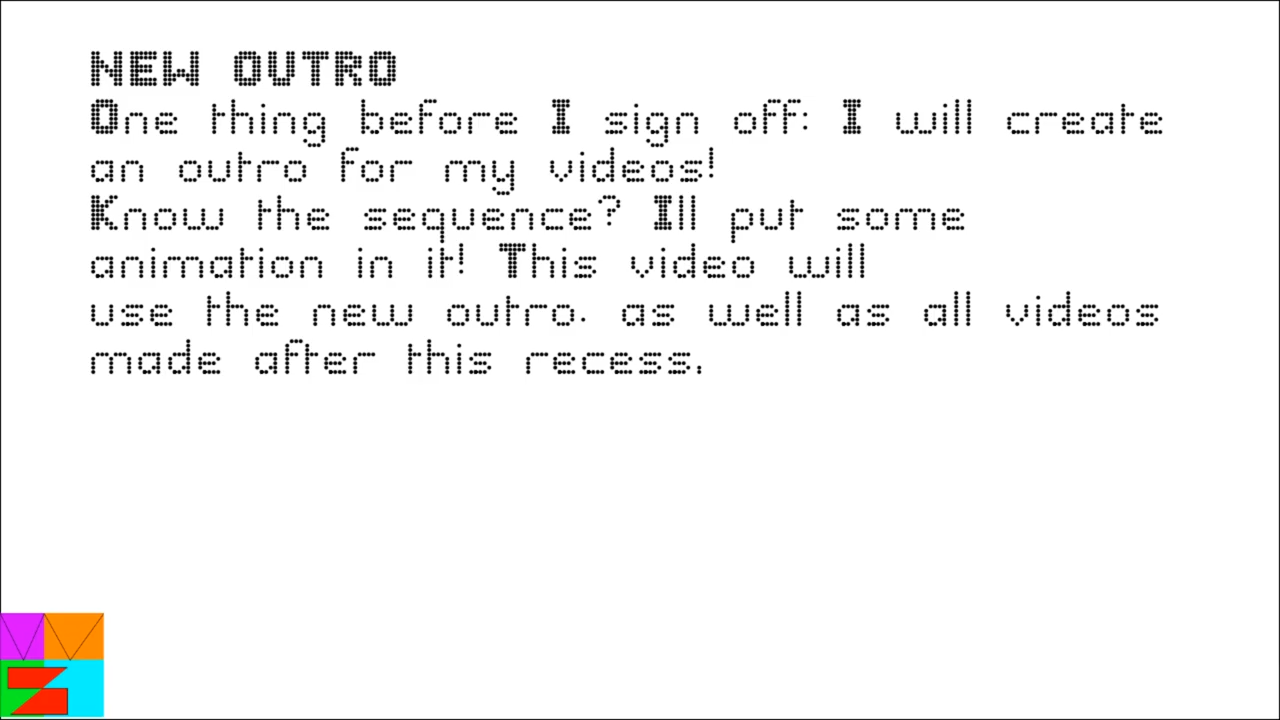 NEW OUTRO
One thing before I sign off: I will create
an outro for my videos!
Know the sequence? Ill put some
animation in it! This video will
use the new outro. as well as all videos
made after this recess.